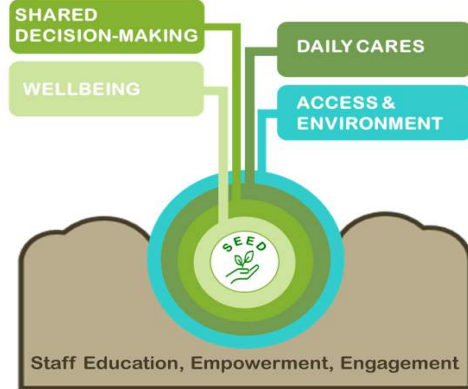 SHARED
DECISION-MAKING
WELLBEING
DAILY CARES
ACCESS &
ENVIRONMENT
SEED
Staff Education, Empowerment, Engagement